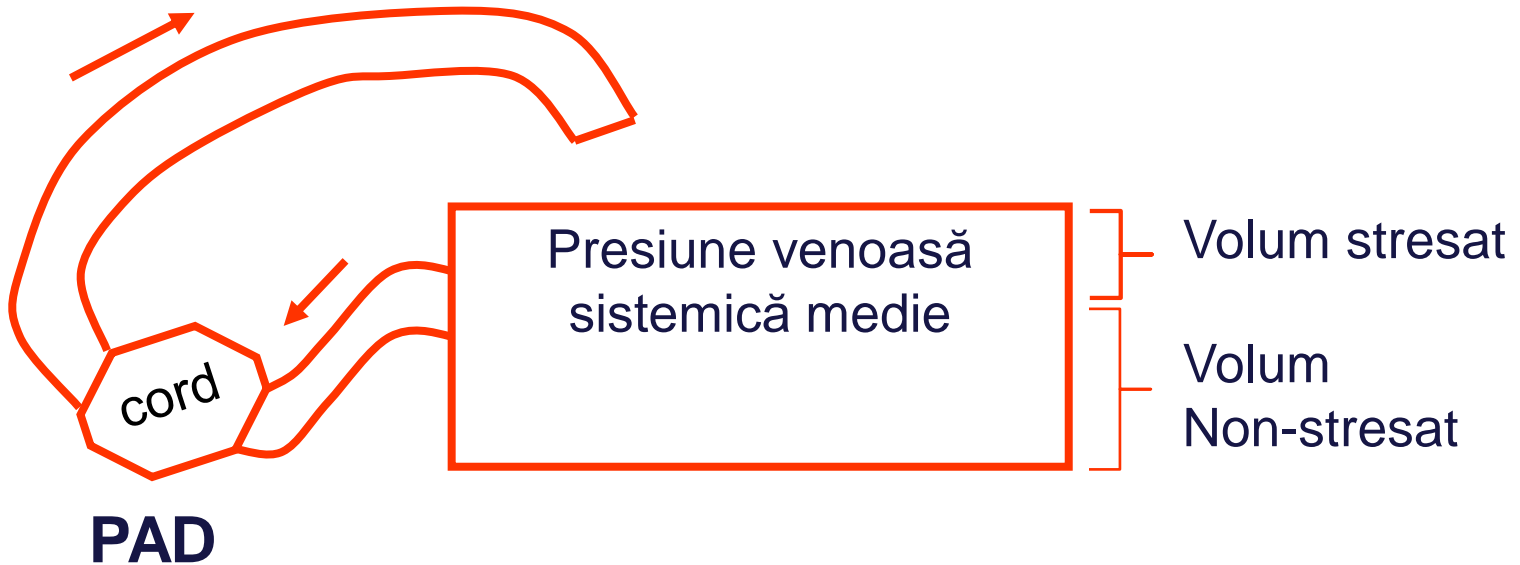 Presiune venoasă
sistemică medie
Volum stresat
Volum
Non-stresat
cord
PAD